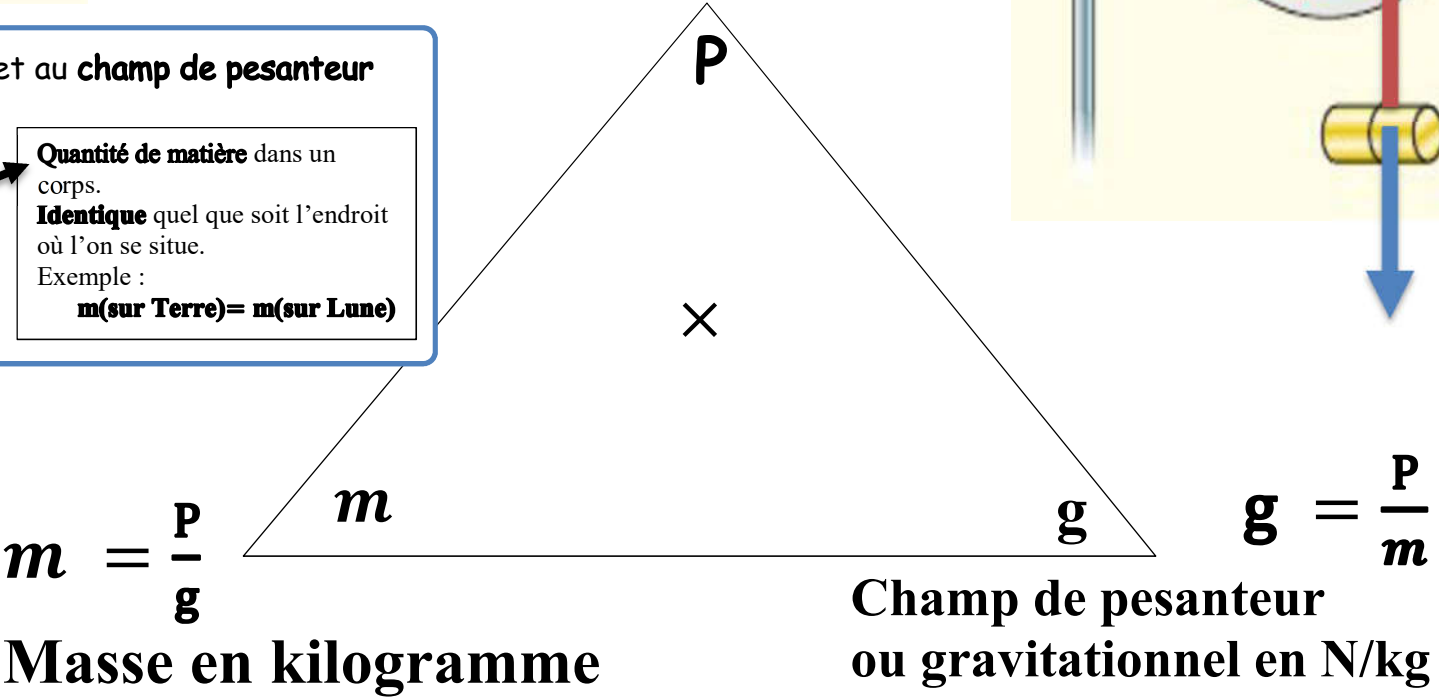 et au champ de pesanteur
Quantité de matière dans un
corps.
Identique quel que soit l'endroit
où l'on se situe.
Exemple :
m(sur Terre)= m(sur Lune)
P
×
m
g
m = P/g
g = P/m
Masse en kilogramme
Champ de pesanteur
ou gravitationnel en N/kg